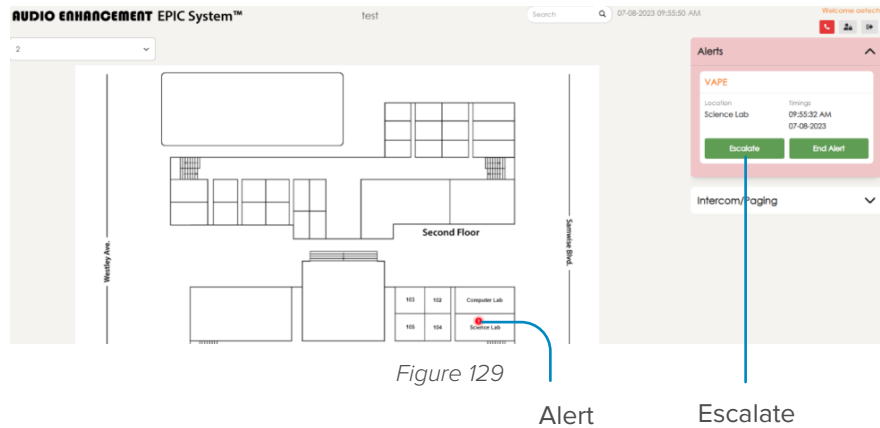 AUDIO ENHANCEMENT EPIC System™ test Search 07-08-2023 09:55:50 AM Welcome oetech
2
Alerts
VAPE
Location Timings
Science Lab 09:55:32 AM
07-08-2023
Escalate End Alert
Intercom/Paging
Second Floor
Westley Ave.
Samwise Blvd.
103 102 Computer Lab
105 104 Science Lab
Figure 129
Alert Escalate